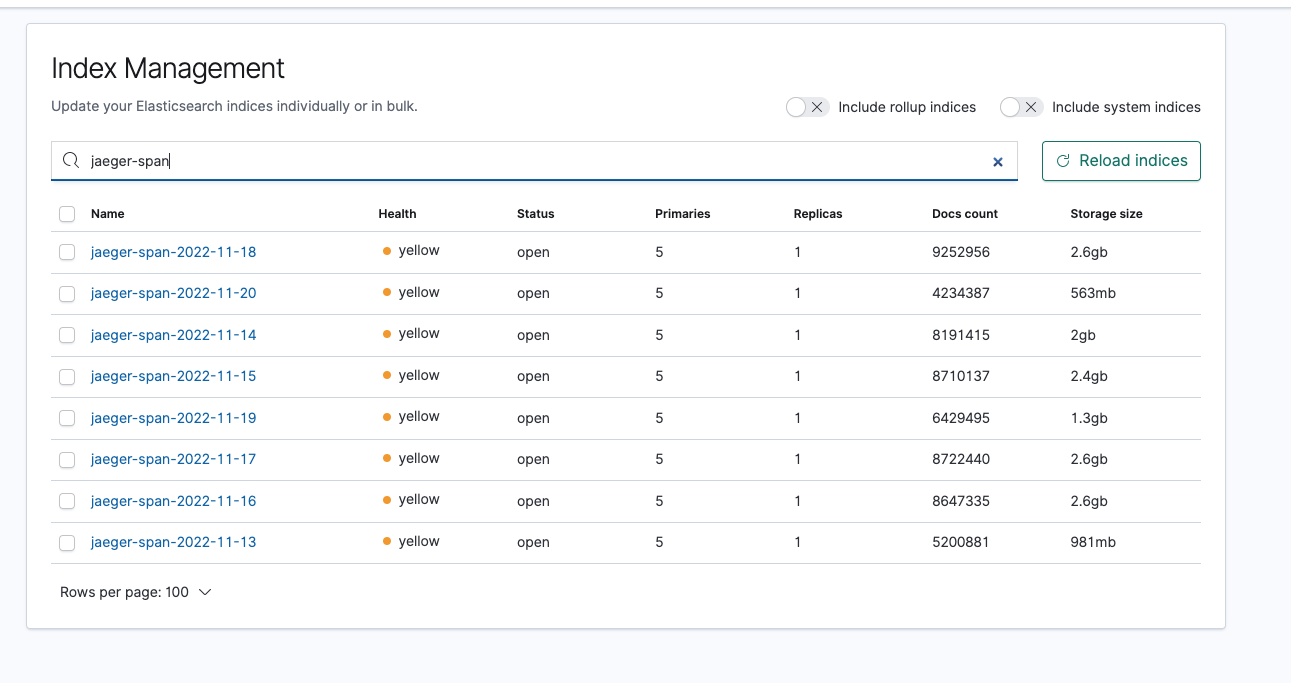 Index Management
Update your Elasticsearch indices individually or in bulk.
Include rollup indices Include system indices
jaeger-span
Reload indices
Name Health Status Primaries Replicas Docs count Storage size
jaeger-span-2022-11-18 yellow open 5 1 9252956 2.6gb
jaeger-span-2022-11-20 yellow open 5 1 4234387 563mb
jaeger-span-2022-11-14 yellow open 5 1 8191415 2gb
jaeger-span-2022-11-15 yellow open 5 1 8710137 2.4gb
jaeger-span-2022-11-19 yellow open 5 1 6429495 1.3gb
jaeger-span-2022-11-17 yellow open 5 1 8722440 2.6gb
jaeger-span-2022-11-16 yellow open 5 1 8647335 2.6gb
jaeger-span-2022-11-13 yellow open 5 1 5200881 981mb
Rows per page: 100